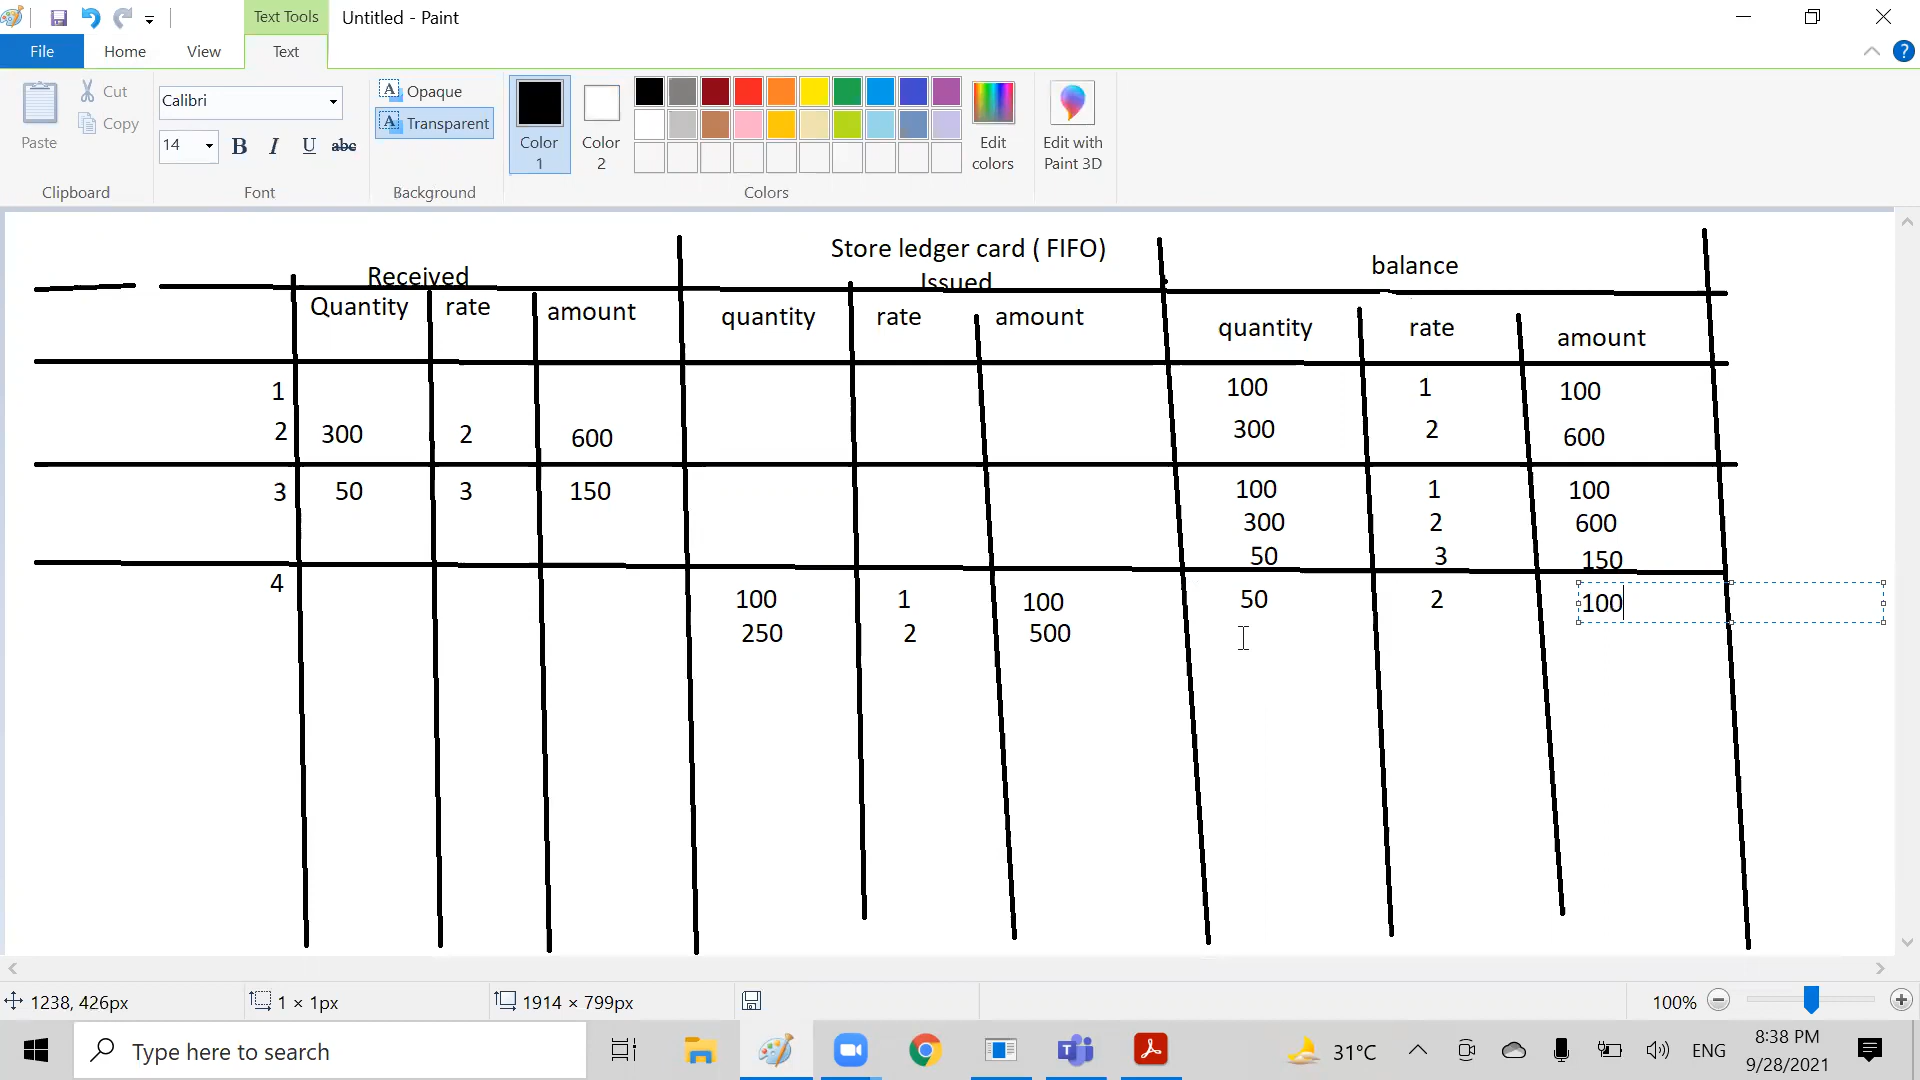 Text Tools
Untitled - Paint
File
Home
View
Text
Paste
Cut
Copy
Clipboard
Calibri
14
B I U abc
Font
Opaque
Transparent
Background
Color 1
Color 2
Colors
Edit colors
Edit with Paint 3D
Store ledger card ( FIFO)
Received
Issued
balance
Quantity rate amount quantity rate amount quantity rate amount
1 100 1 100
2 300 2 600 300 2 600
3 50 3 150 100 1 100
300 2 600
50 3 150
4 100 1 100 50 2 100
250 2 500
1238, 426px
1 × 1px
1914 × 799px
100%
Type here to search
31°C
ENG
8:38 PM
9/28/2021